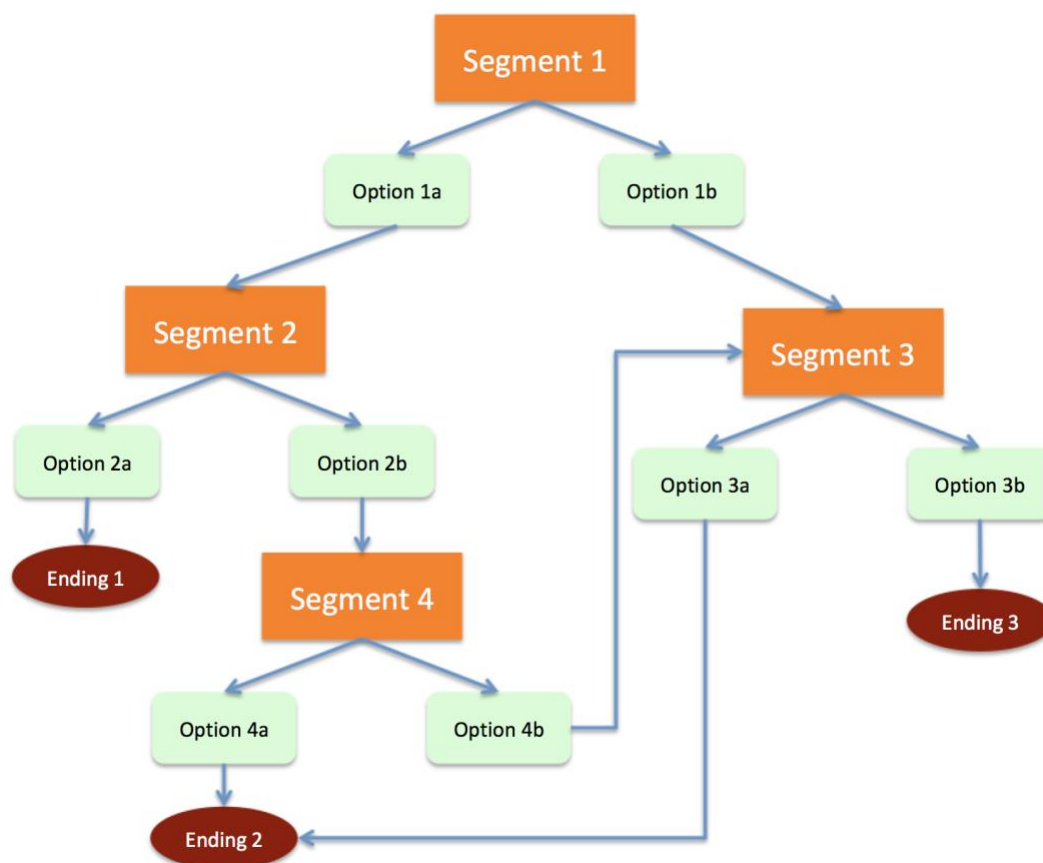 Segment 1
Option 1a
Option 1b
Segment 2
Segment 3
Option 2a
Option 2b
Option 3a
Option 3b
Ending 1
Segment 4
Ending 3
Option 4a
Option 4b
Ending 2